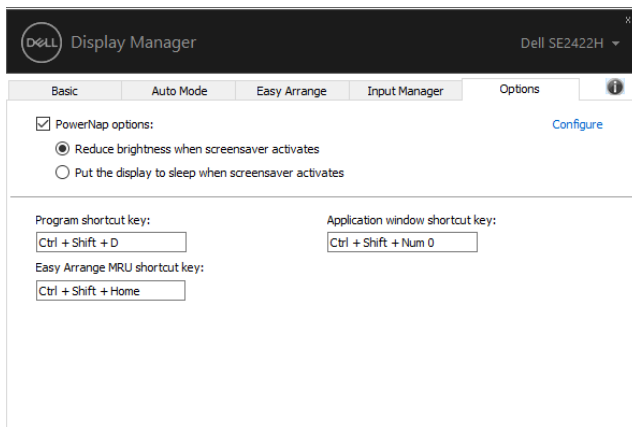 x
DELL Display Manager
Dell SE2422H
Basic
Auto Mode
Easy Arrange
Input Manager
Options
i
PowerNap options:
Configure
Reduce brightness when screensaver activates
Put the display to sleep when screensaver activates
Program shortcut key:
Application window shortcut key:
Ctrl + Shift + D
Ctrl + Shift + Num 0
Easy Arrange MRU shortcut key:
Ctrl + Shift + Home